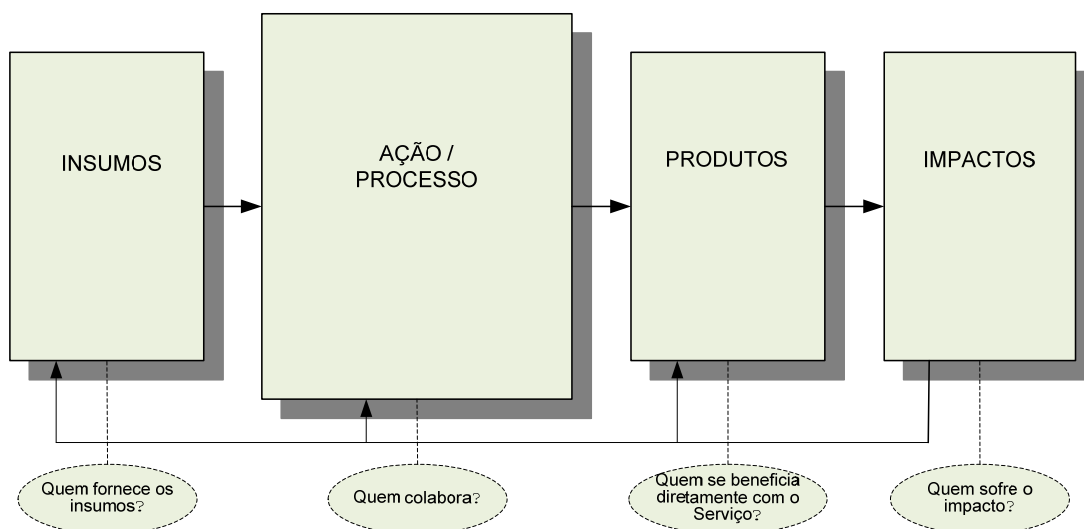 INSUMOS
AÇÃO /
PROCESSO
PRODUTOS
IMPACTOS
Quem fornece os
insumos?
Quem colabora?
Quem se beneficia
diretamente com o
Serviço?
Quem sofre o
impacto?